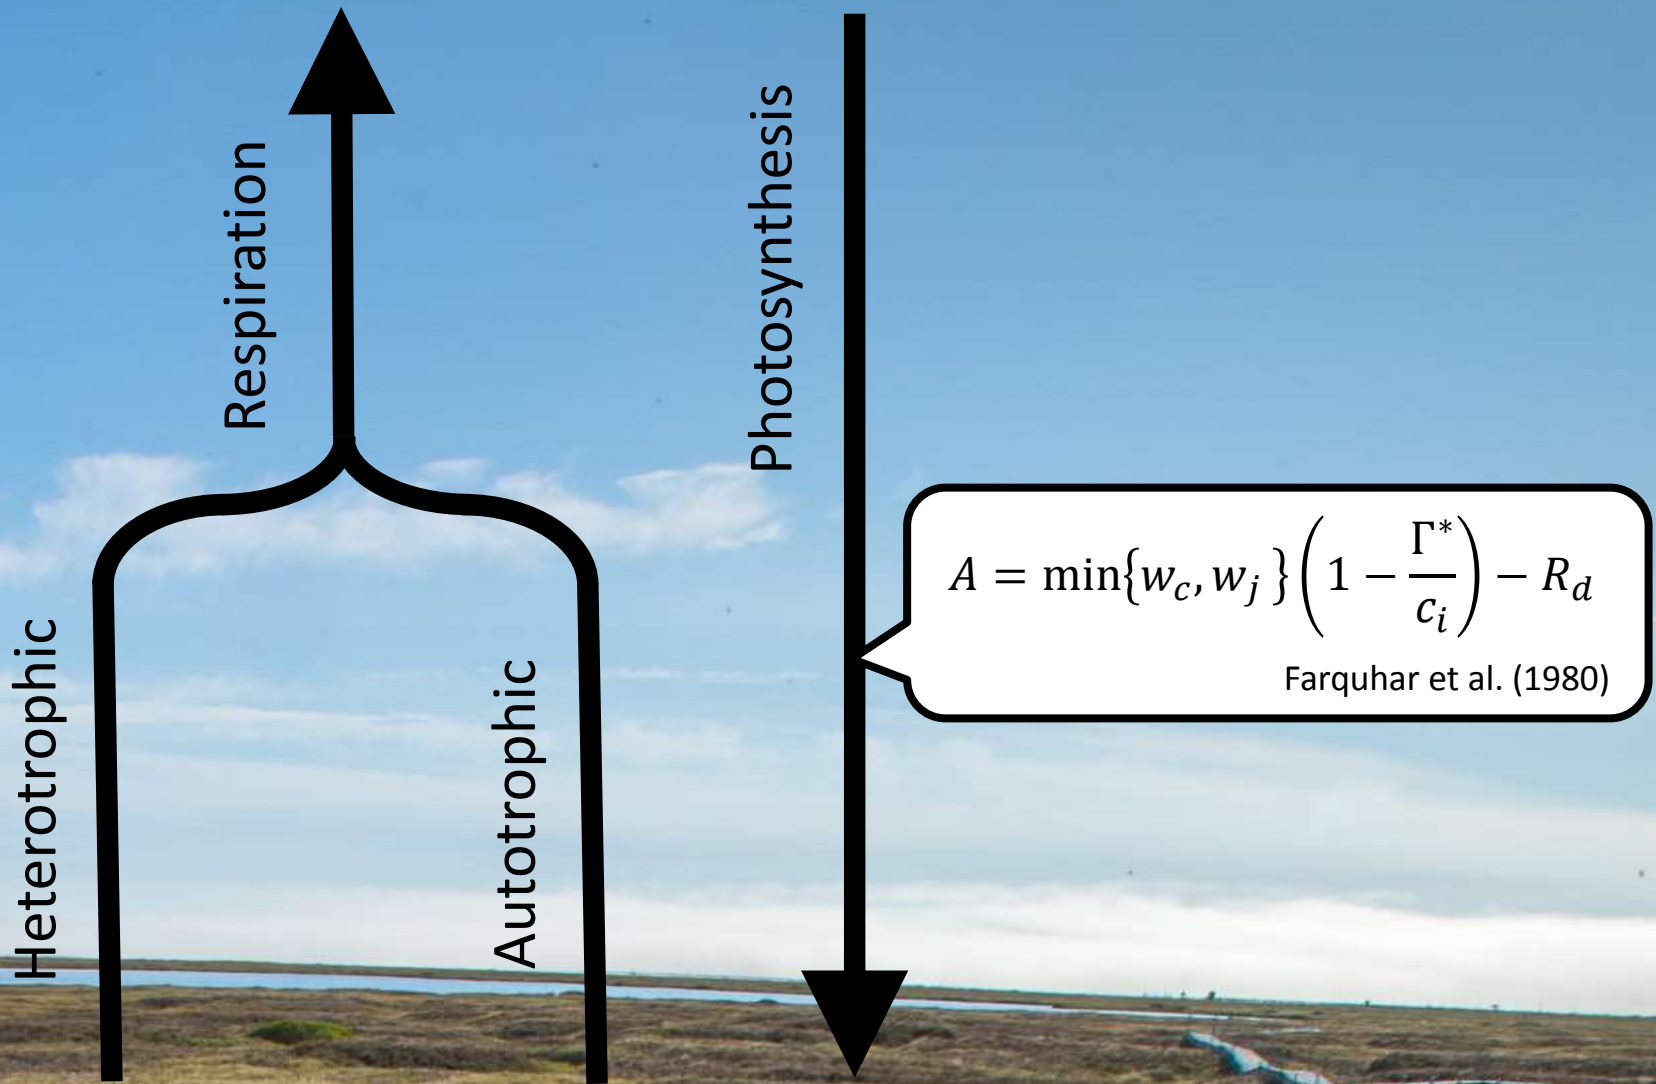 Respiration
Photosynthesis
Heterotrophic
Autotrophic
A = min{w_c, w_j}(1 − Γ*/c_i) − R_d
Farquhar et al. (1980)